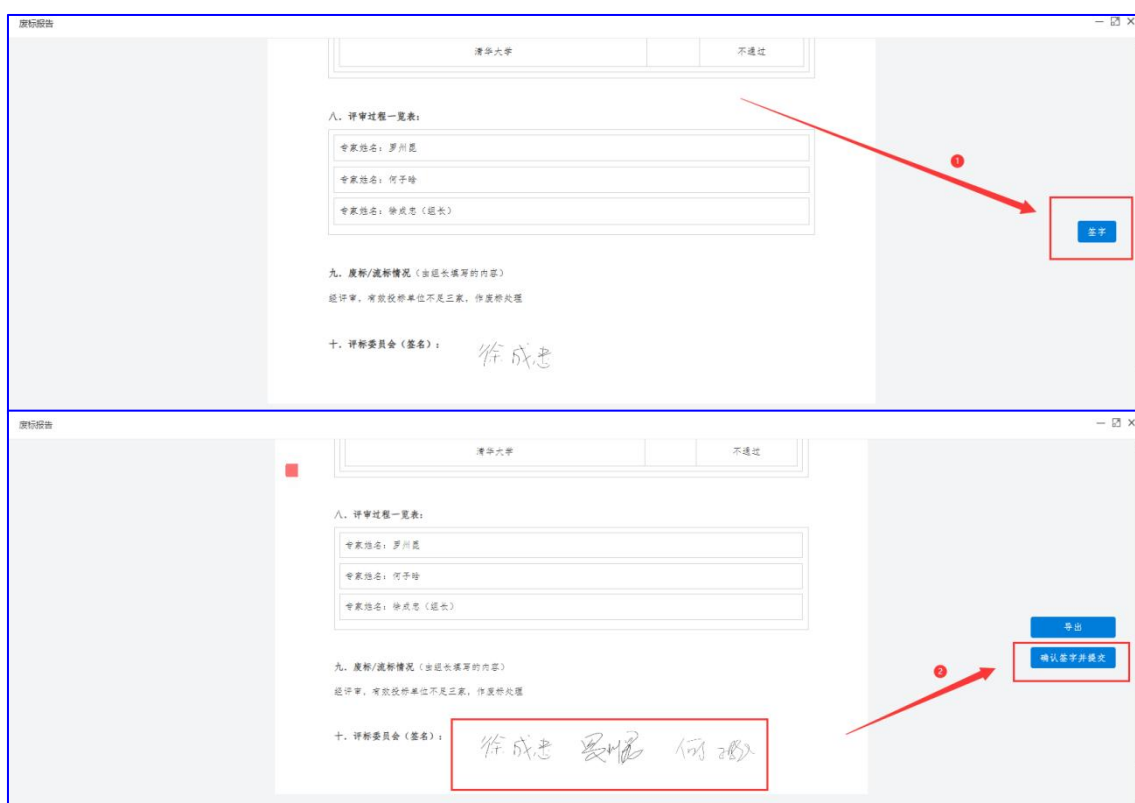 废标报告
清华大学 不通过
八、评审过程一览表：
专家姓名：罗州昆
①
专家姓名：何予晗
专家姓名：徐成忠（组长）
签字
九、废标/流标情况（由组长填写的内容）
经评审，有效投标单位不足三家，作废标处理
十、评标委员会（签名）：
徐成忠
废标报告
清华大学 不通过
八、评审过程一览表：
专家姓名：罗州昆
专家姓名：何予晗
专家姓名：徐成忠（组长）
导出
确认签字并提交
九、废标/流标情况（由组长填写的内容）
②
经评审，有效投标单位不足三家，作废标处理
十、评标委员会（签名）：
徐成忠 罗州昆 何